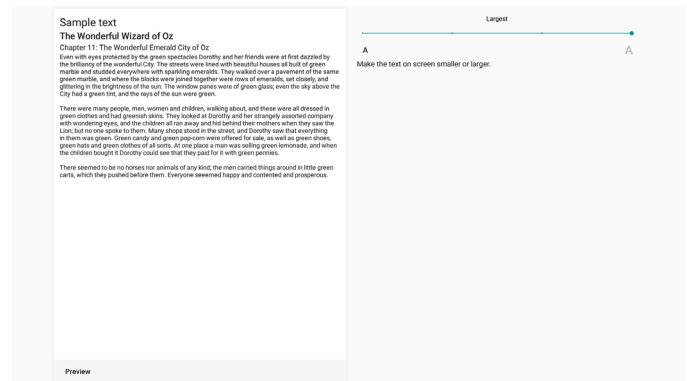 Sample text
The Wonderful Wizard of Oz
Chapter 11: The Wonderful Emerald City of Oz
Even with eyes protected by the green spectacles Dorothy and her friends were at first dazzled by
the brilliancy of the wonderful City. The streets were lined with beautiful houses all built of green
marble and studded everywhere with sparkling emeralds. They walked over a pavement of the same
green marble, and where the blocks were joined together were rows of emeralds, set closely, and
glittering in the brightness of the sun. The window panes were of green glass; even the sky above the
City had a green tint, and the rays of the sun were green.
There were many people, men, women and children, walking about, and these were all dressed in
green clothes and had greenish skins. They looked at Dorothy and her strangely assorted company
with wondering eyes, and the children all ran away and hid behind their mothers when they saw the
Lion; but no one spoke to them. Many shops stood in the street, and Dorothy saw that everything
in them was green. Green candy and green pop-corn were offered for sale, as well as green shoes,
green hats and green clothes of all sorts. At one place a man was selling green lemonade, and when
the children bought it Dorothy could see that they paid for it with green pennies.
There seemed to be no horses nor animals of any kind; the men carried things around in little green
carts, which they pushed before them. Everyone seeemed happy and contented and prosperous.
Preview
Largest
A A
Make the text on screen smaller or larger.